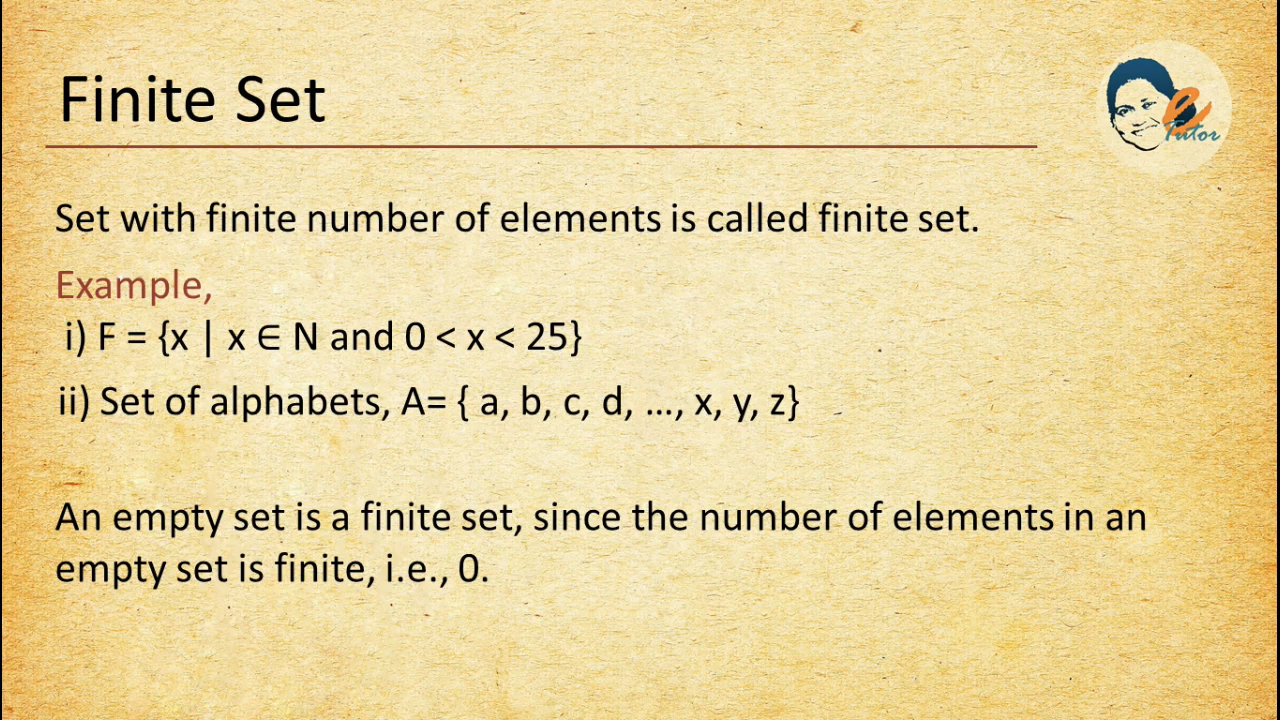 Finite Set
e
Tutor
Set with finite number of elements is called finite set.
Example,
i) F = {x | x ∈ N and 0 < x < 25}
ii) Set of alphabets, A= { a, b, c, d, ..., x, y, z}
An empty set is a finite set, since the number of elements in an
empty set is finite, i.e., 0.